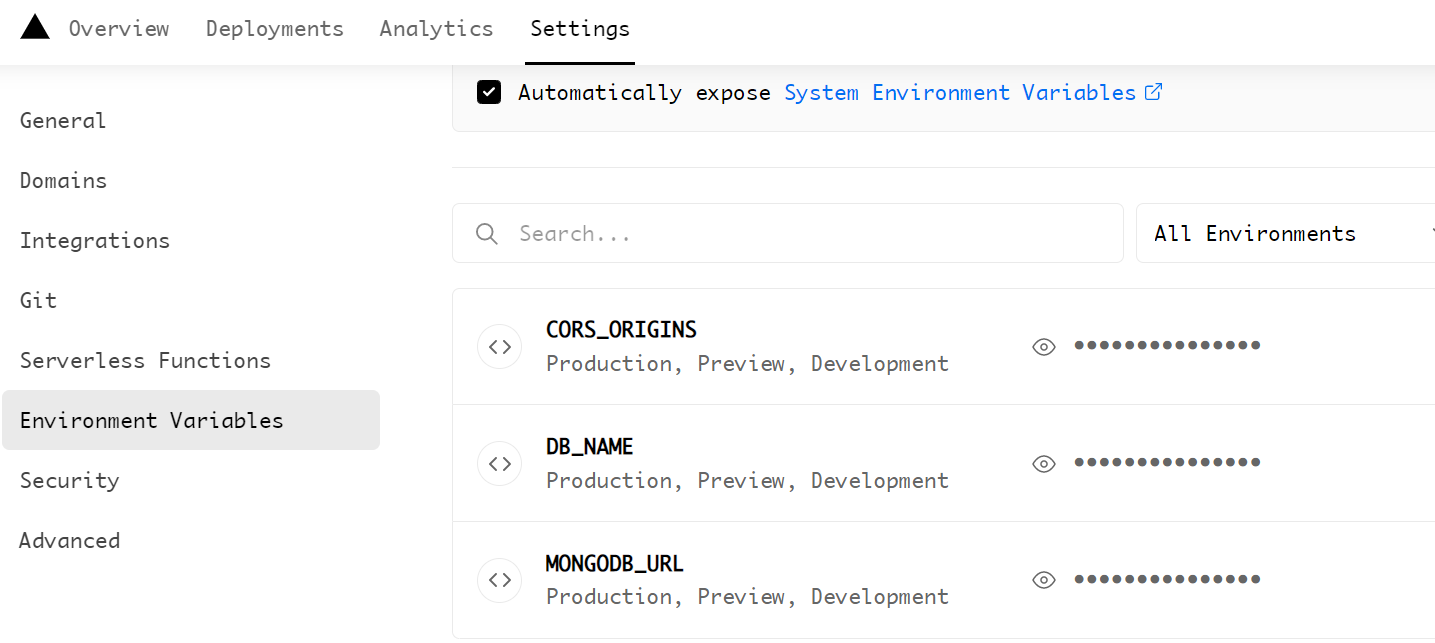 Overview Deployments Analytics Settings
Automatically expose System Environment Variables
General
Domains
Integrations
Git
Serverless Functions
Environment Variables
Security
Advanced
Search...
All Environments
CORS_ORIGINS
Production, Preview, Development
•••••••••••••••
DB_NAME
Production, Preview, Development
•••••••••••••••
MONGODB_URL
Production, Preview, Development
•••••••••••••••